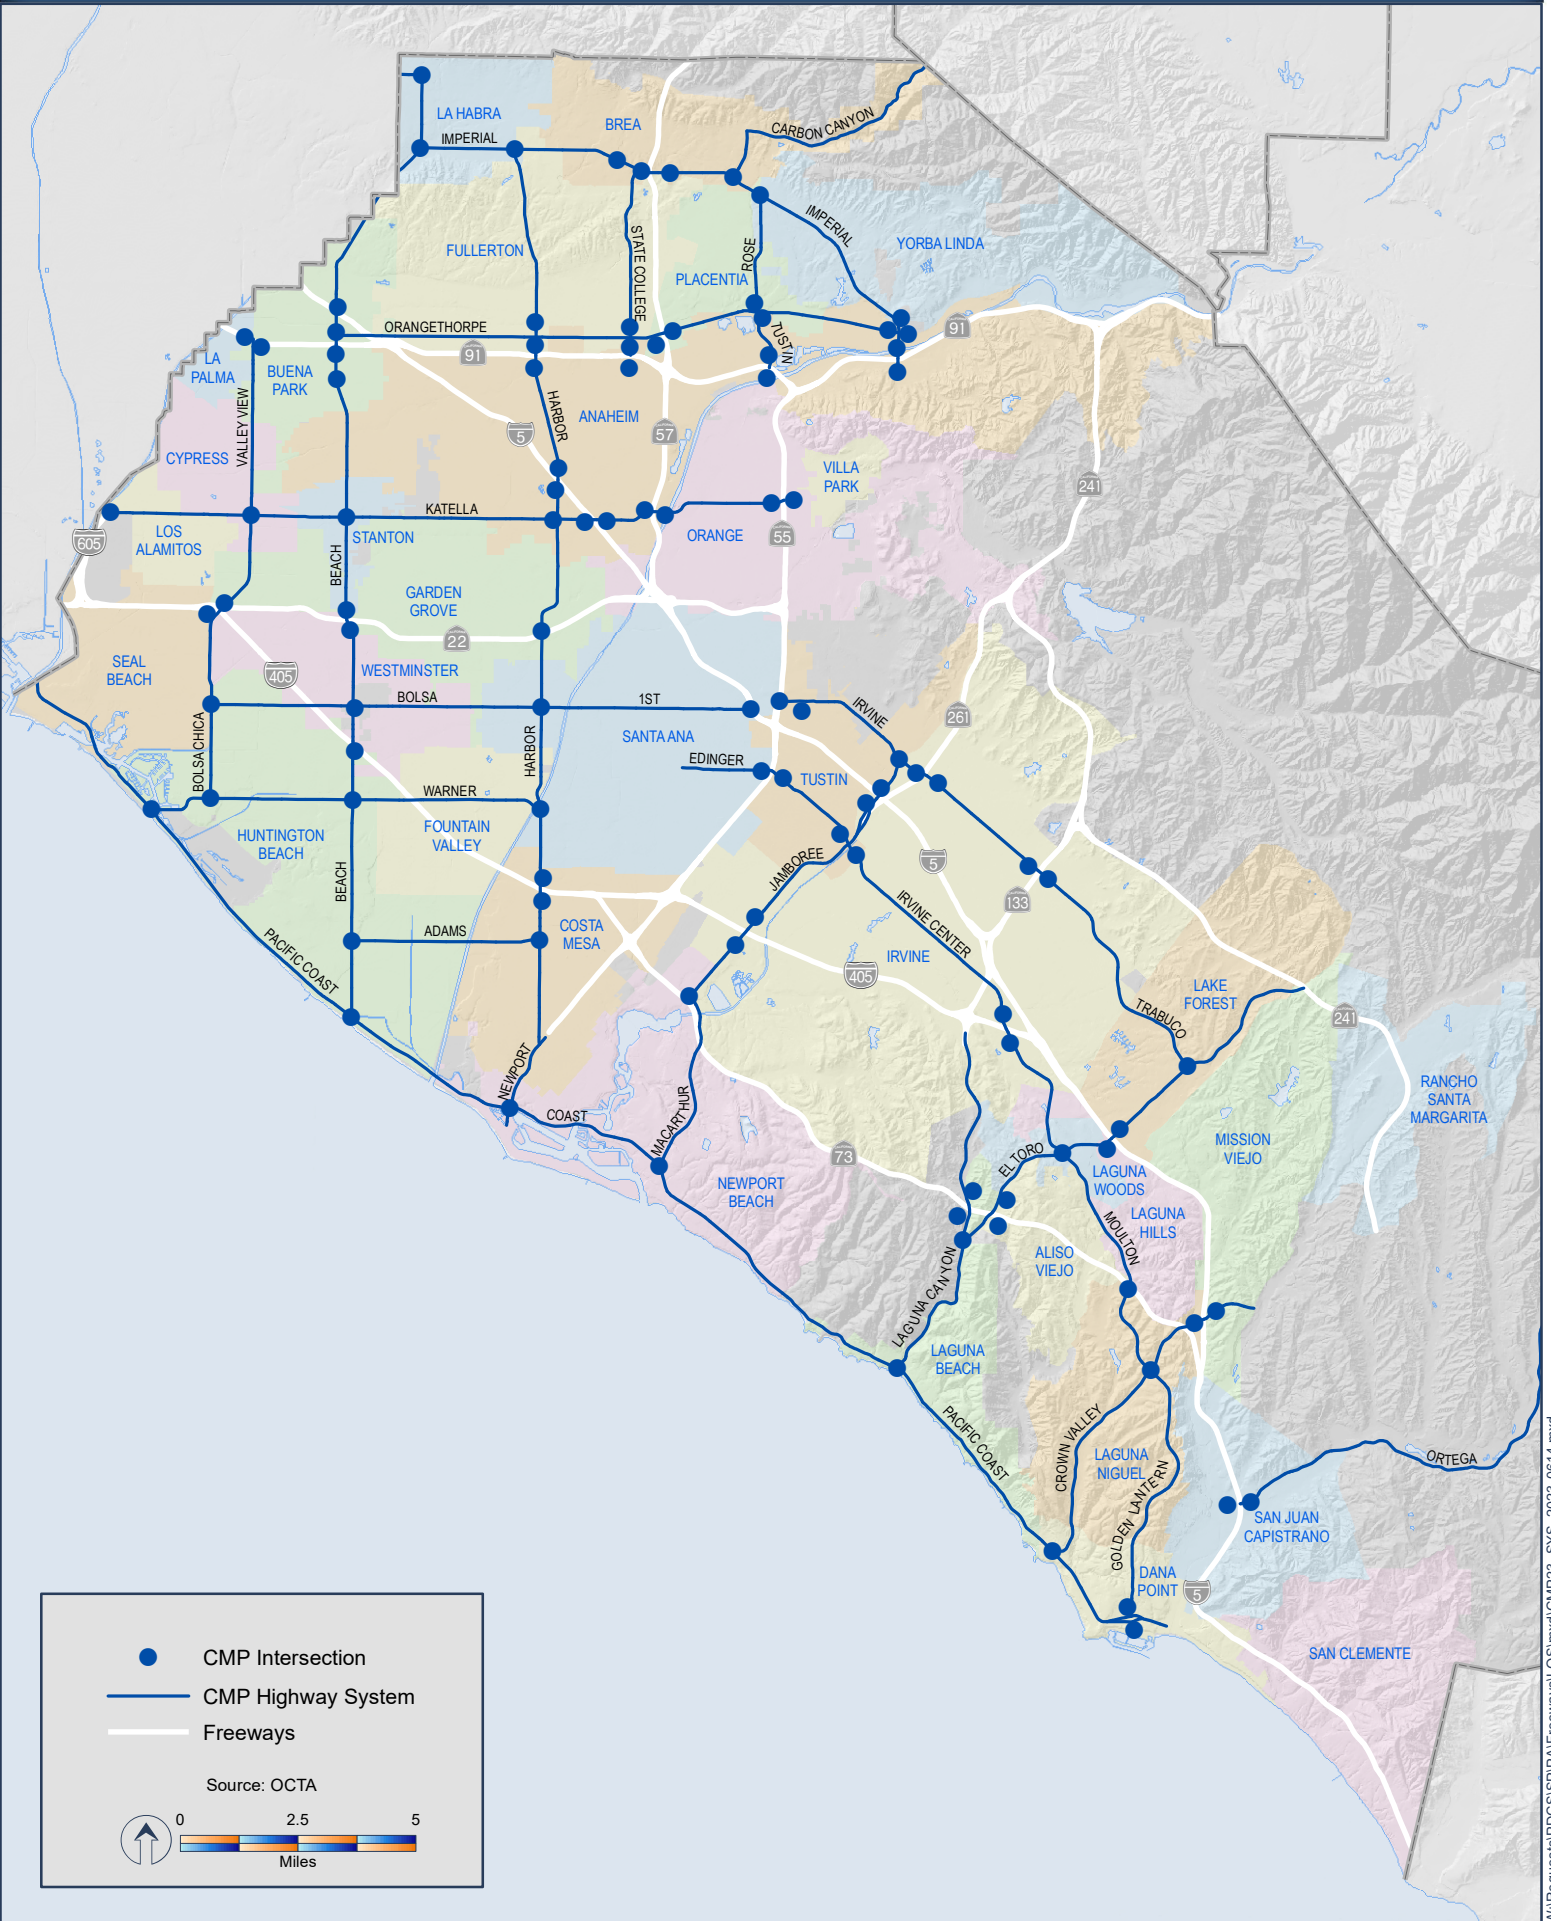 LA HABRA
IMPERIAL
BREA
CARBON CANYON
FULLERTON
STATE COLLEGE
ROSE
IMPERIAL
YORBA LINDA
PLACENTIA
ORANGETHORPE
TUSTIN
91
91
LA
PALMA
BUENA
PARK
VALLEY VIEW
HARBOR
ANAHEIM
5
57
CYPRESS
VILLA
PARK
241
KATELLA
LOS
ALAMITOS
605
STANTON
ORANGE
55
BEACH
GARDEN
GROVE
22
SEAL
BEACH
405
WESTMINSTER
BOLSA
1ST
IRVINE
261
BOLSA CHICA
HARBOR
SANTA ANA
EDINGER
TUSTIN
WARNER
HUNTINGTON
BEACH
FOUNTAIN
VALLEY
BEACH
JAMBOREE
5
133
IRVINE CENTER
ADAMS
COSTA
MESA
PACIFIC COAST
IRVINE
405
LAKE
FOREST
TRABUCO
241
NEWPORT
COAST
MACARTHUR
RANCHO
SANTA
MARGARITA
MISSION
VIEJO
73
EL TORO
LAGUNA
WOODS
NEWPORT
BEACH
LAGUNA
HILLS
MOULTON
ALISO
VIEJO
LAGUNA CANYON
LAGUNA
BEACH
PACIFIC COAST
CROWN VALLEY
LAGUNA
NIGUEL
GOLDEN LANTERN
ORTEGA
SAN JUAN
CAPISTRANO
DANA
POINT
5
SAN CLEMENTE
CMP Intersection
CMP Highway System
Freeways
Source: OCTA
0 2.5 5
Miles